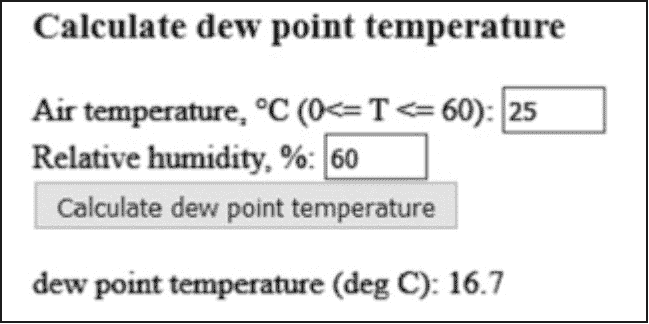 Calculate dew point temperature
Air temperature, °C (0<= T <= 60): 25
Relative humidity, %: 60
Calculate dew point temperature
dew point temperature (deg C): 16.7